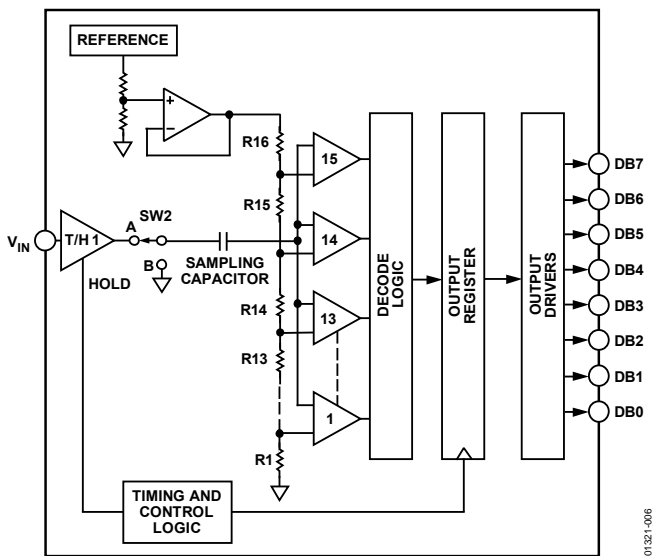 REFERENCE
+
−
R16
15
R15
DB7
DB6
DB5
DB4
DB3
DB2
DB1
DB0
VIN
T/H 1
A
SW2
B
HOLD
SAMPLING
CAPACITOR
14
R14
13
R13
1
R1
DECODE
LOGIC
OUTPUT
REGISTER
OUTPUT
DRIVERS
TIMING AND
CONTROL
LOGIC
01321-006